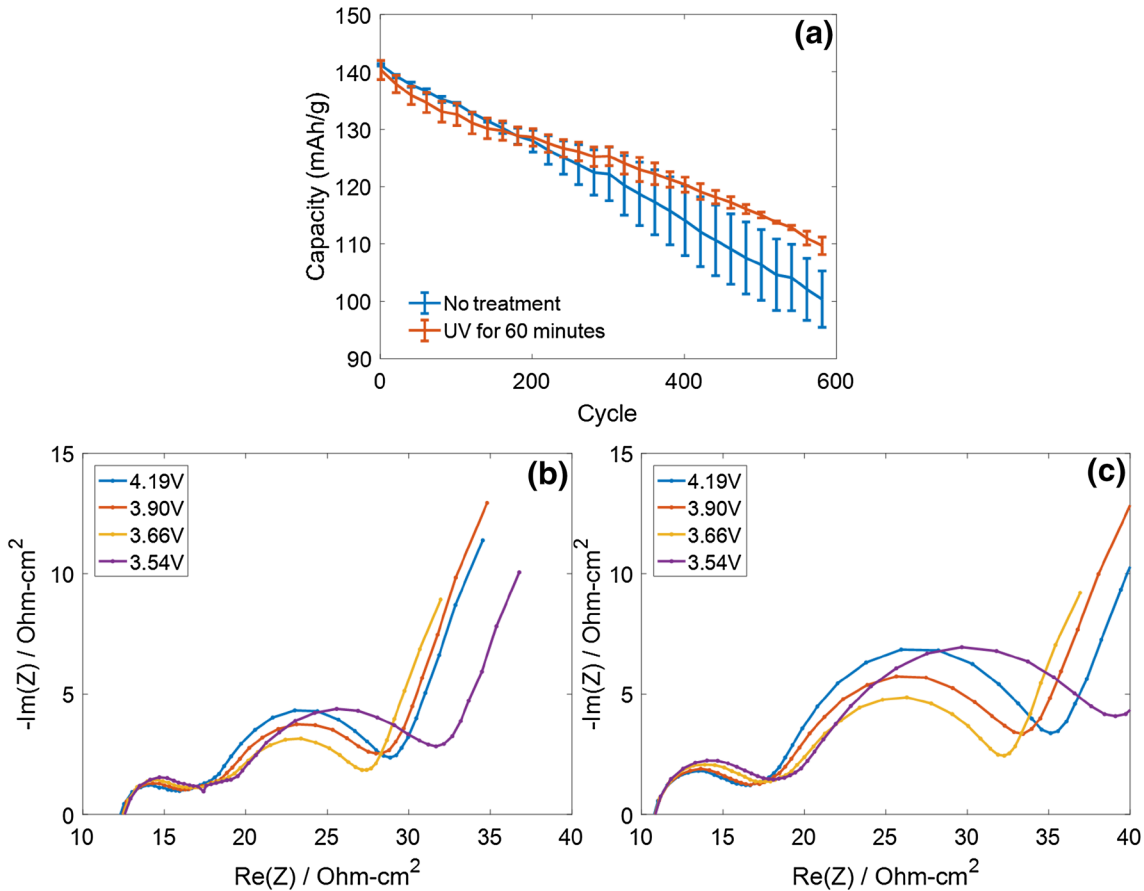 (a)
Capacity (mAh/g)
150
140
130
120
110
100
90
No treatment
UV for 60 minutes
0
200
400
600
Cycle
(b)
-Im(Z) / Ohm-cm²
15
10
5
0
4.19V
3.90V
3.66V
3.54V
10
15
20
25
30
35
40
Re(Z) / Ohm-cm²
(c)
-Im(Z) / Ohm-cm²
15
10
5
0
4.19V
3.90V
3.66V
3.54V
10
15
20
25
30
35
40
Re(Z) / Ohm-cm²